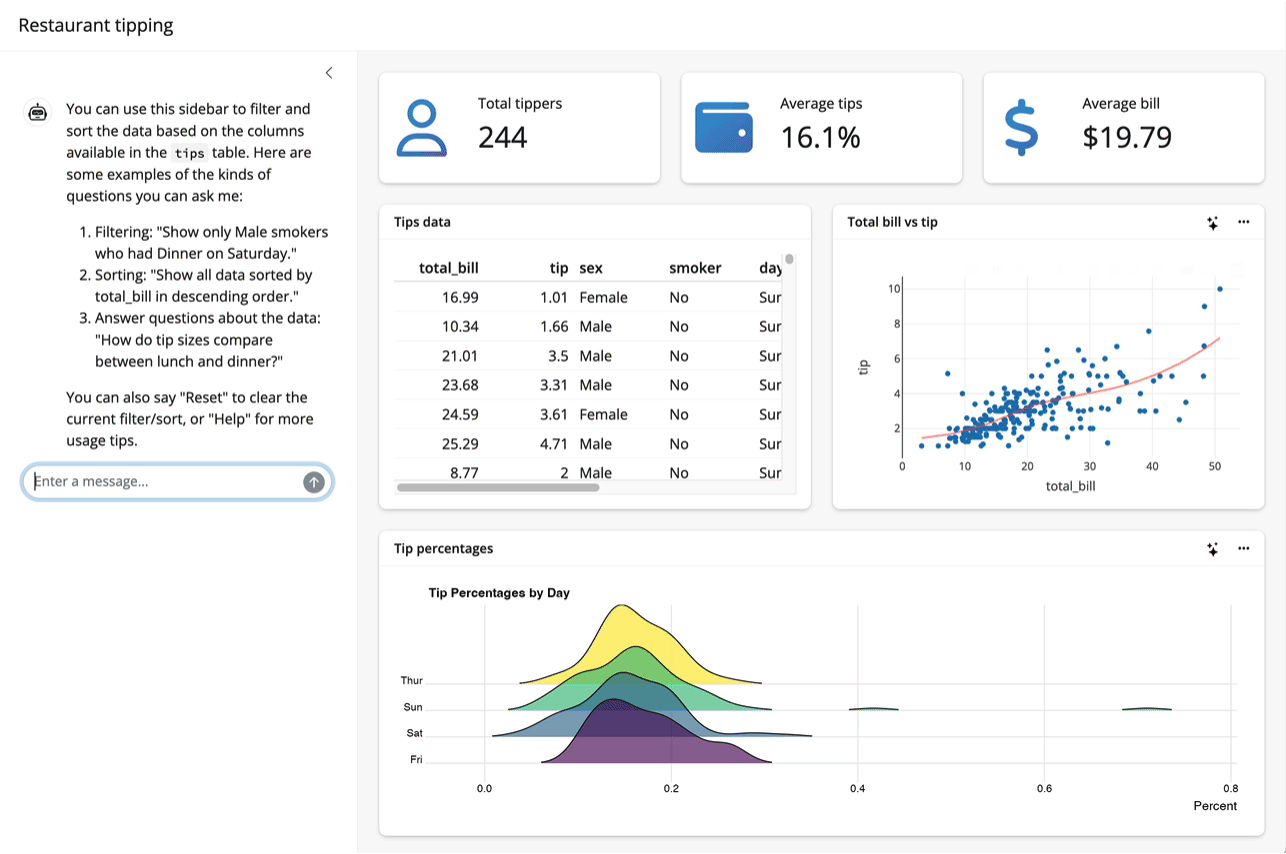 Restaurant tipping
You can use this sidebar to filter and
sort the data based on the columns
available in the tips table. Here are
some examples of the kinds of
questions you can ask me:
1. Filtering: "Show only Male smokers
who had Dinner on Saturday."
2. Sorting: "Show all data sorted by
total_bill in descending order."
3. Answer questions about the data:
"How do tip sizes compare
between lunch and dinner?"
You can also say "Reset" to clear the
current filter/sort, or "Help" for more
usage tips.
Enter a message...
Total tippers
244
Average tips
16.1%
Average bill
$19.79
Tips data
total_bill tip sex smoker day
16.99 1.01 Female No Sun
10.34 1.66 Male No Sun
21.01 3.5 Male No Sun
23.68 3.31 Male No Sun
24.59 3.61 Female No Sun
25.29 4.71 Male No Sun
8.77 2 Male No Sun
Total bill vs tip
10
8
6
4
2
tip
0 10 20 30 40 50
total_bill
Tip percentages
Tip Percentages by Day
Thur
Sun
Sat
Fri
0.0 0.2 0.4 0.6 0.8
Percent